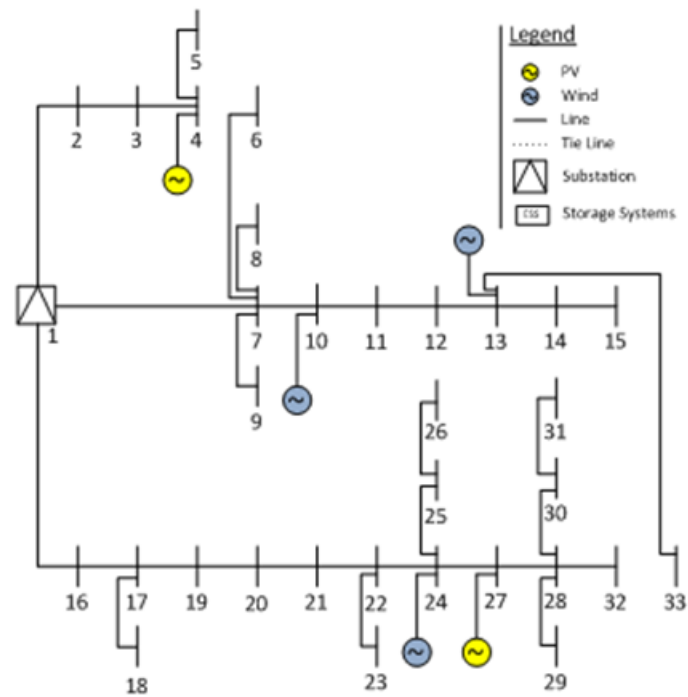 Legend
PV
Wind
Line
Tie Line
Substation
CSS Storage Systems
5
2 3 4 6
8
1 7 10 11 12 13 14 15
9
26 31
25 30
16 17 19 20 21 22 24 27 28 32 33
18 23 29